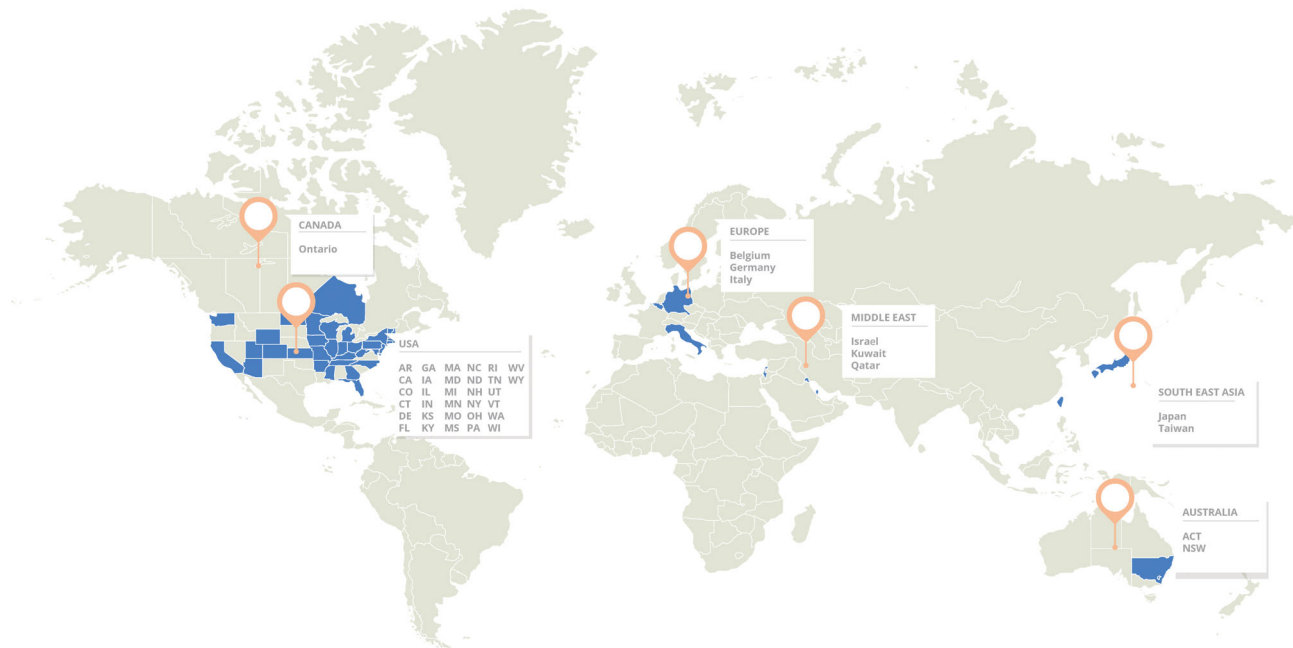 CANADA
Ontario
USA
AR GA MA NC RI WV
CA IA MD ND TN WY
CO IL MI NH UT
CT IN MN NY VT
DE KS MO OH WA
FL KY MS PA WI
EUROPE
Belgium
Germany
Italy
MIDDLE EAST
Israel
Kuwait
Qatar
SOUTH EAST ASIA
Japan
Taiwan
AUSTRALIA
ACT
NSW